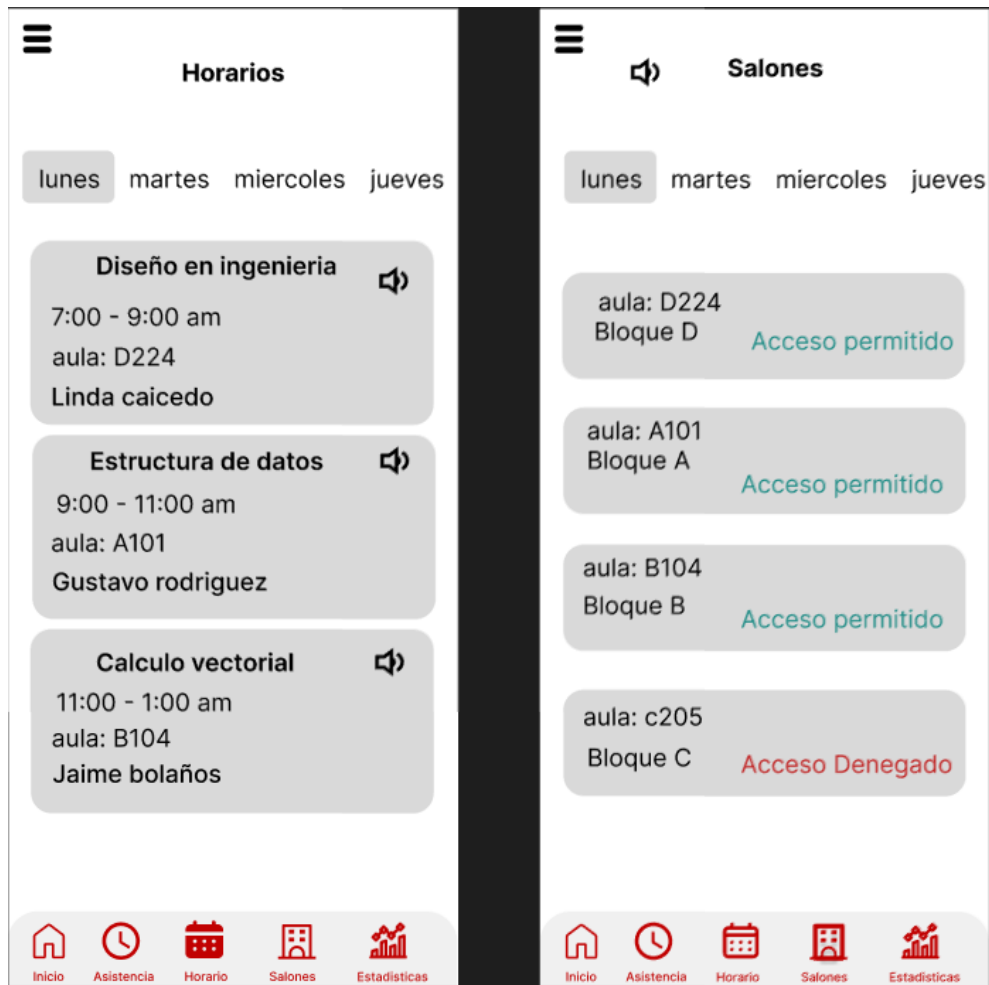 Horarios
lunes martes miercoles jueves
Diseño en ingenieria
7:00 - 9:00 am
aula: D224
Linda caicedo
Estructura de datos
9:00 - 11:00 am
aula: A101
Gustavo rodriguez
Calculo vectorial
11:00 - 1:00 am
aula: B104
Jaime bolaños
Inicio Asistencia Horario Salones Estadisticas
Salones
lunes martes miercoles jueves
aula: D224
Bloque D
Acceso permitido
aula: A101
Bloque A
Acceso permitido
aula: B104
Bloque B
Acceso permitido
aula: c205
Bloque C
Acceso Denegado
Inicio Asistencia Horario Salones Estadisticas